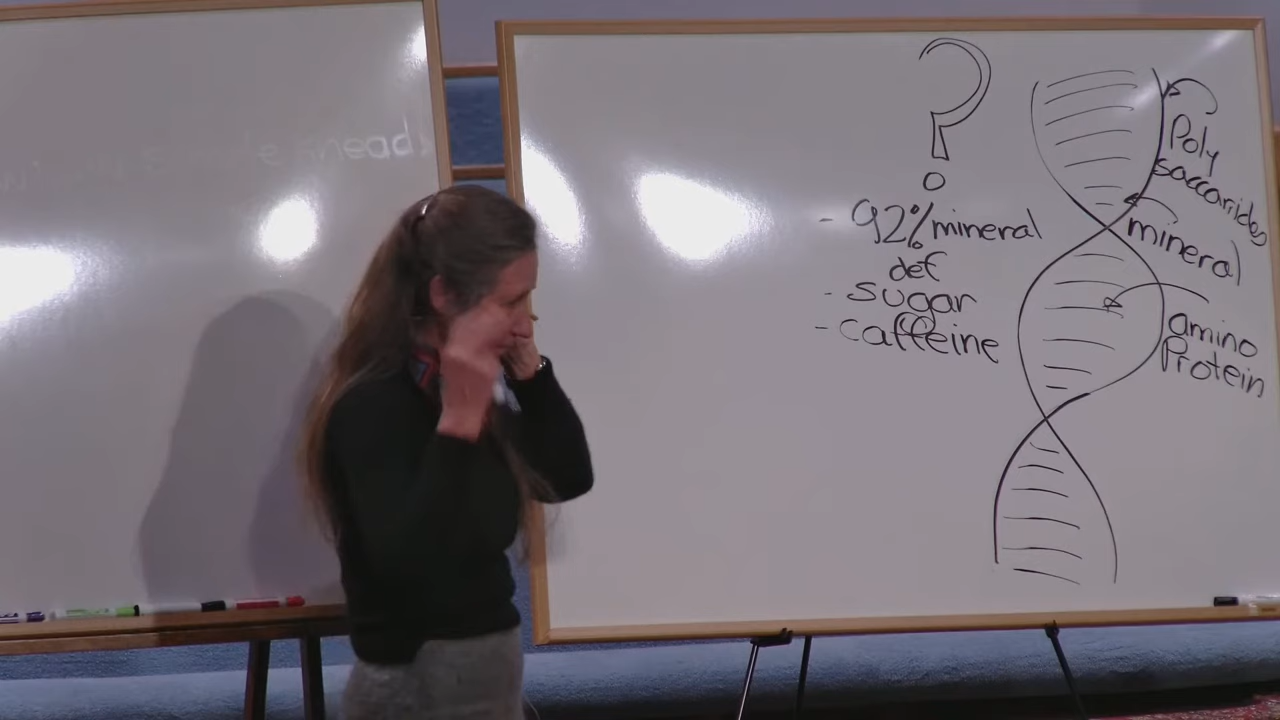 ?
- 92% mineral
def
- sugar
- caffeine
Poly
saccarides
mineral
amino
Protein